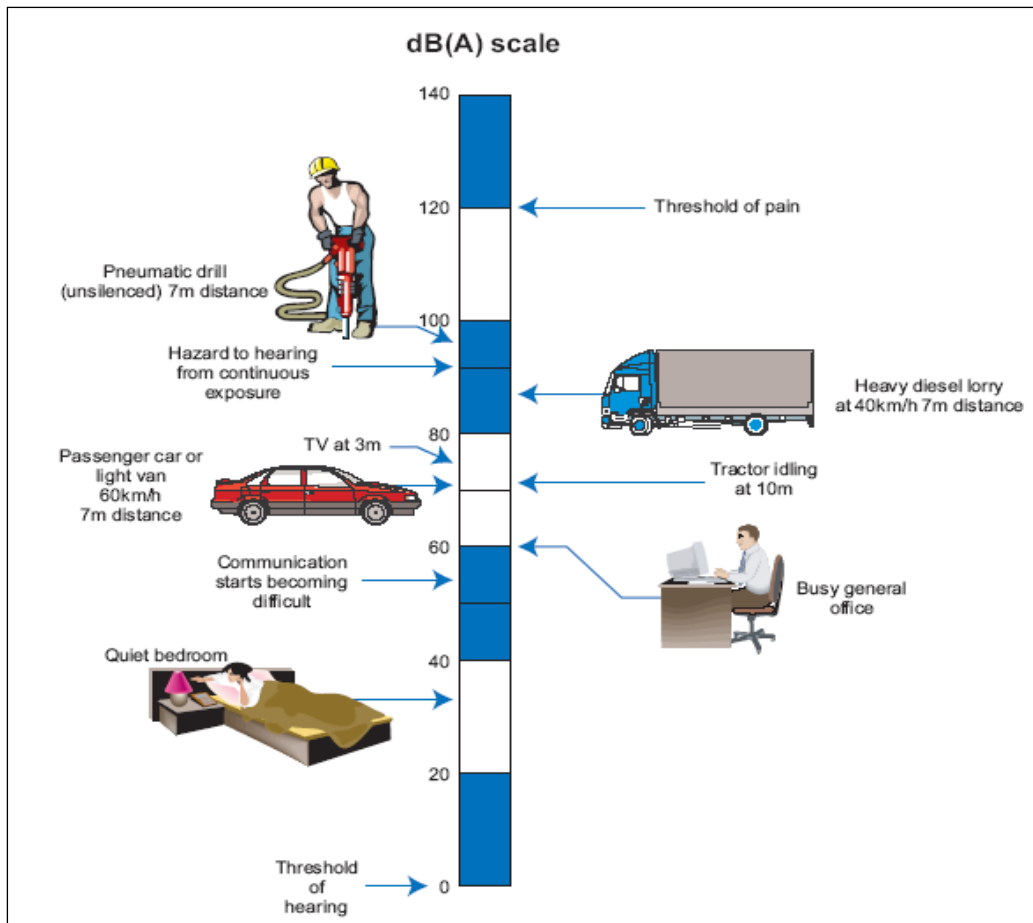 dB(A) scale
140
120
Threshold of pain
Pneumatic drill
(unsilenced) 7m distance
100
Hazard to hearing
from continuous
exposure
Heavy diesel lorry
at 40km/h 7m distance
80
TV at 3m
Passenger car or
light van
60km/h
7m distance
Tractor idling
at 10m
60
Communication
starts becoming
difficult
Busy general
office
Quiet bedroom
40
20
Threshold
of
hearing
0